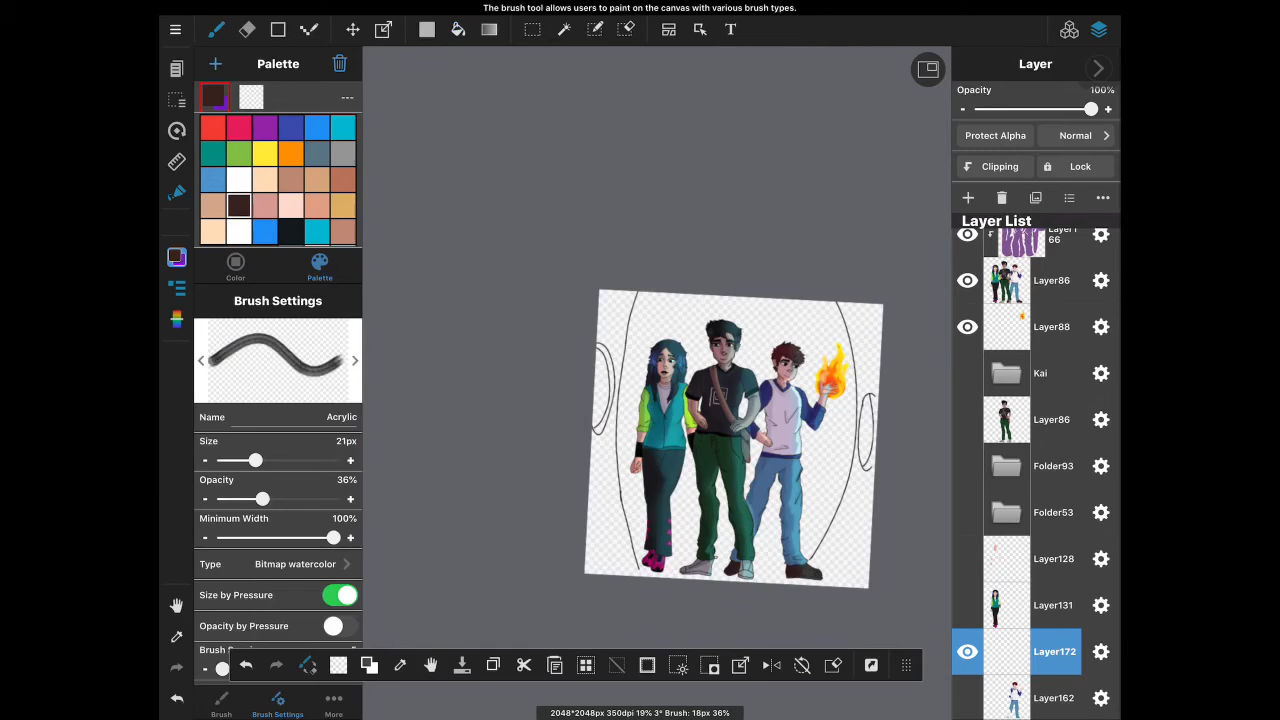 The brush tool allows users to paint on the canvas with various brush types.
T
Palette
Layer
Opacity
100%
- +
---
Protect Alpha
Normal
Clipping
Lock
Layer List
66
Layer86
Layer88
Kai
Layer86
Folder93
Folder53
Layer128
Layer131
Layer172
Layer162
Color
Palette
Brush Settings
Name
Acrylic
Size
21px
- +
Opacity
36%
- +
Minimum Width
100%
- +
Type
Bitmap watercolor
Size by Pressure
Opacity by Pressure
-
Brush
Brush Settings
More
2048*2048px 350dpi 19% 3° Brush: 18px 36%